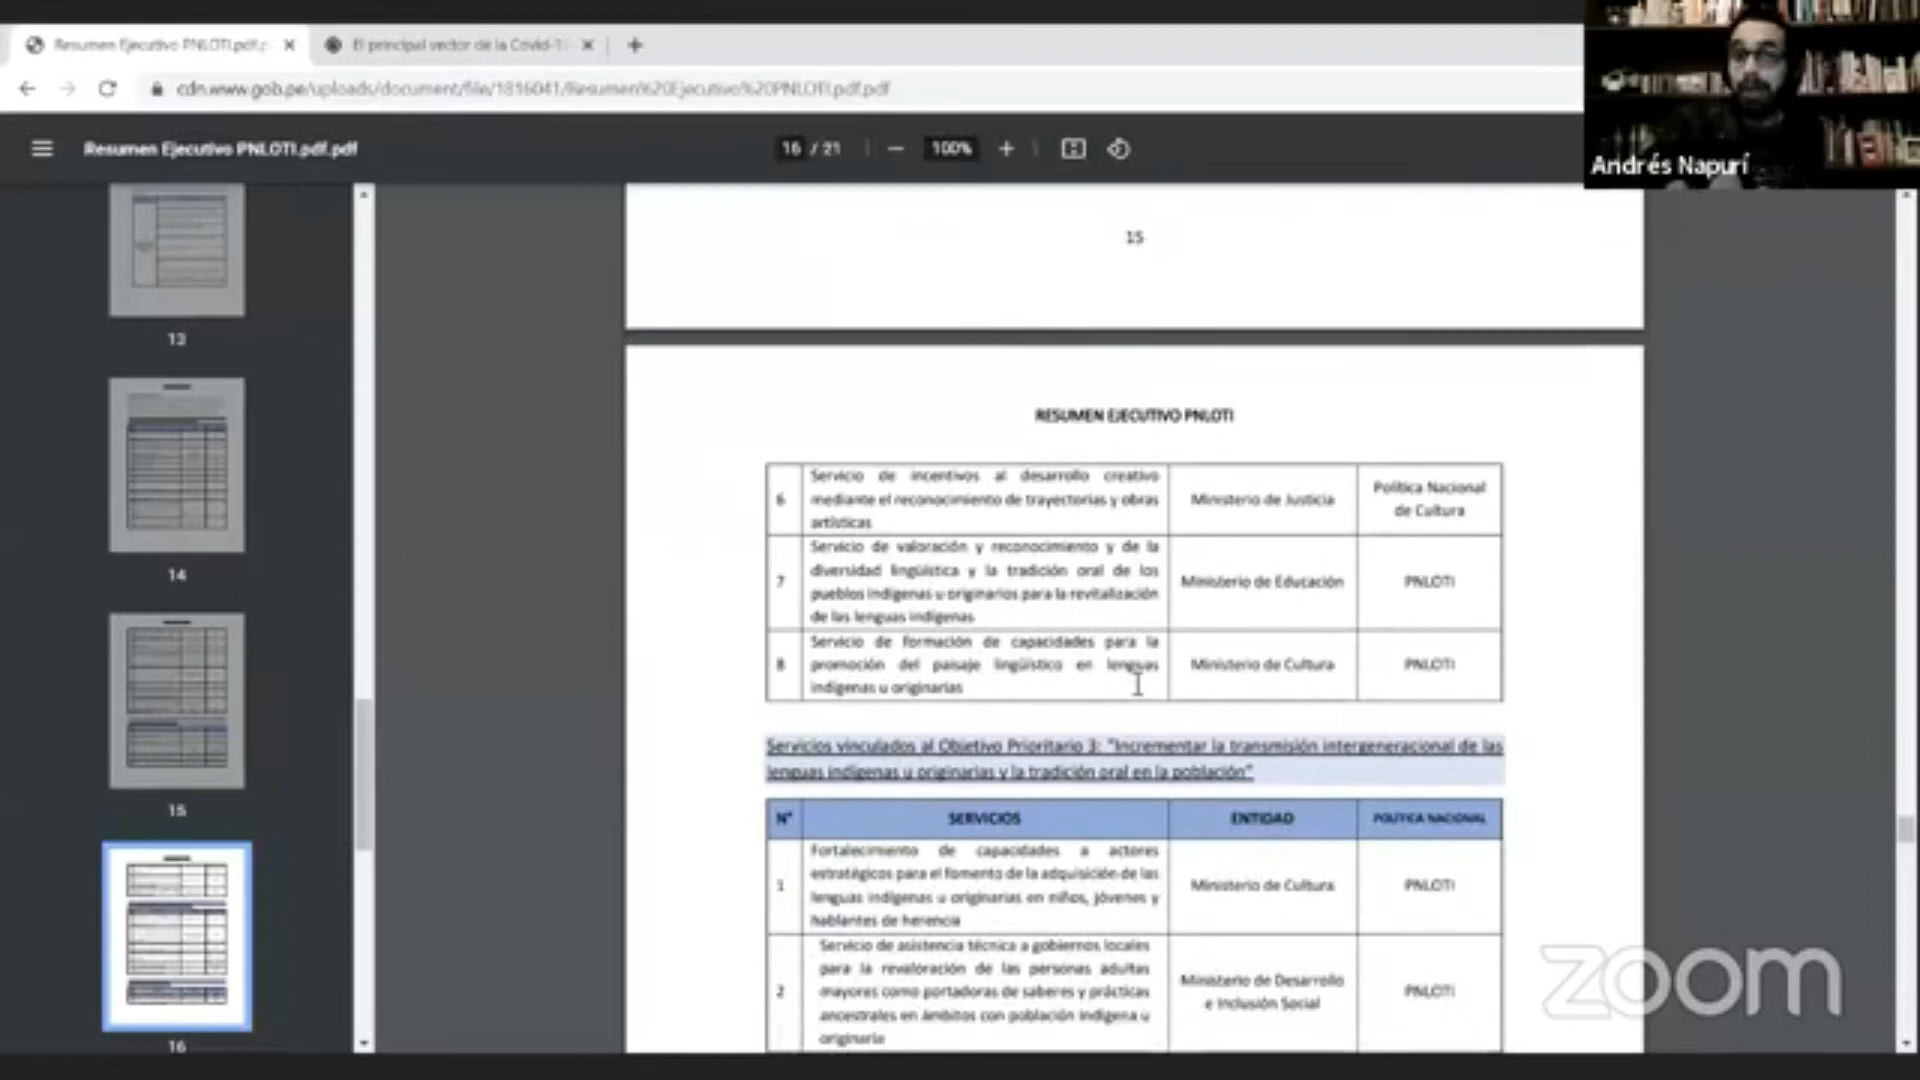 Resumen Ejecutivo PNLOTI.pdf.p
El principal vector de la Covid-1
cdn.www.gob.pe/uploads/document/file/1816041/Resumen%20Ejecutivo%20PNLOTI.pdf.pdf
Resumen Ejecutivo PNLOTI.pdf.pdf
16 / 21
100%
Andrés Napurí
13
14
15
16
15
RESUMEN EJECUTIVO PNLOTI
6
Servicio de incentivos al desarrollo creativo
mediante el reconocimiento de trayectorias y obras
artísticas
Ministerio de Justicia
Política Nacional
de Cultura
7
Servicio de valoración y reconocimiento y de la
diversidad lingüística y la tradición oral de los
pueblos indígenas u originarios para la revitalización
de las lenguas indígenas
Ministerio de Educación
PNLOTI
8
Servicio de formación de capacidades para la
promoción del paisaje lingüístico en lenguas
indígenas u originarias
Ministerio de Cultura
PNLOTI
Servicios vinculados al Objetivo Prioritario 3: "Incrementar la transmisión intergeneracional de las
lenguas indígenas u originarias y la tradición oral en la población"
N° SERVICIOS ENTIDAD POLÍTICA NACIONAL
1
Fortalecimiento de capacidades a actores
estratégicos para el fomento de la adquisición de las
lenguas indígenas u originarias en niños, jóvenes y
hablantes de herencia
Ministerio de Cultura
PNLOTI
2
Servicio de asistencia técnica a gobiernos locales
para la revaloración de las personas adultas
mayores como portadoras de saberes y prácticas
ancestrales en ámbitos con población indígena u
originaria
Ministerio de Desarrollo
e Inclusión Social
PNLOTI
zoom